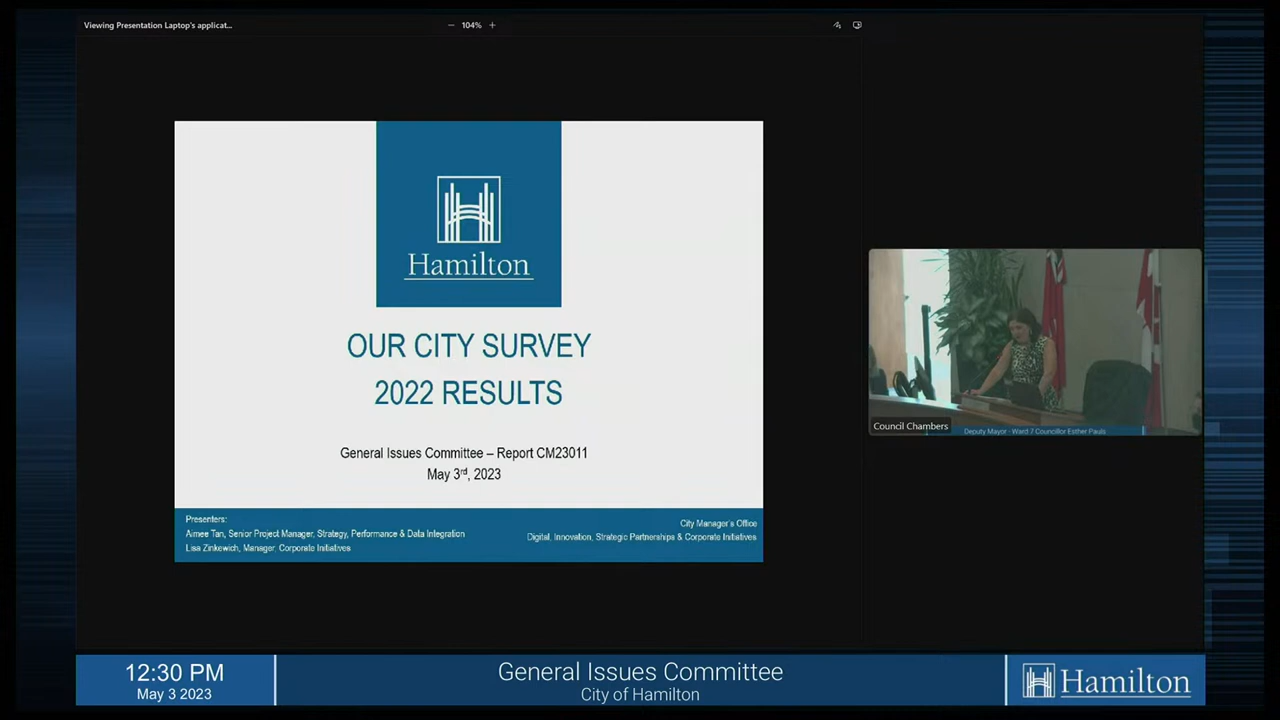 Viewing Presentation Laptop's applicat...
104%
Hamilton
OUR CITY SURVEY
2022 RESULTS
General Issues Committee – Report CM23011
May 3rd, 2023
Presenters:
Aimee Tan, Senior Project Manager, Strategy, Performance & Data Integration
Lisa Zinkewich, Manager, Corporate Initiatives
City Manager's Office
Digital, Innovation, Strategic Partnerships & Corporate Initiatives
Council Chambers
Deputy Mayor - Ward 7 Councillor Esther Pauls
12:30 PM
May 3 2023
General Issues Committee
City of Hamilton
Hamilton